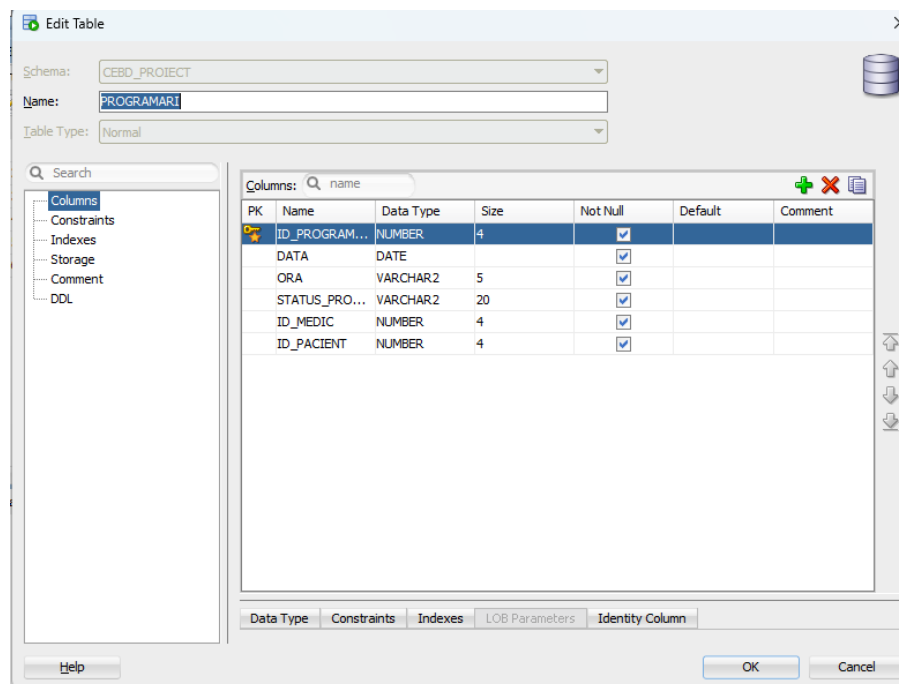 Edit Table
Schema: CEBD_PROIECT
Name: PROGRAMARI
Table Type: Normal
Search
Columns
Constraints
Indexes
Storage
Comment
DDL
Columns: name
PK Name Data Type Size Not Null Default Comment
ID_PROGRAM... NUMBER 4
DATA DATE
ORA VARCHAR2 5
STATUS_PRO... VARCHAR2 20
ID_MEDIC NUMBER 4
ID_PACIENT NUMBER 4
Data Type Constraints Indexes LOB Parameters Identity Column
Help OK Cancel